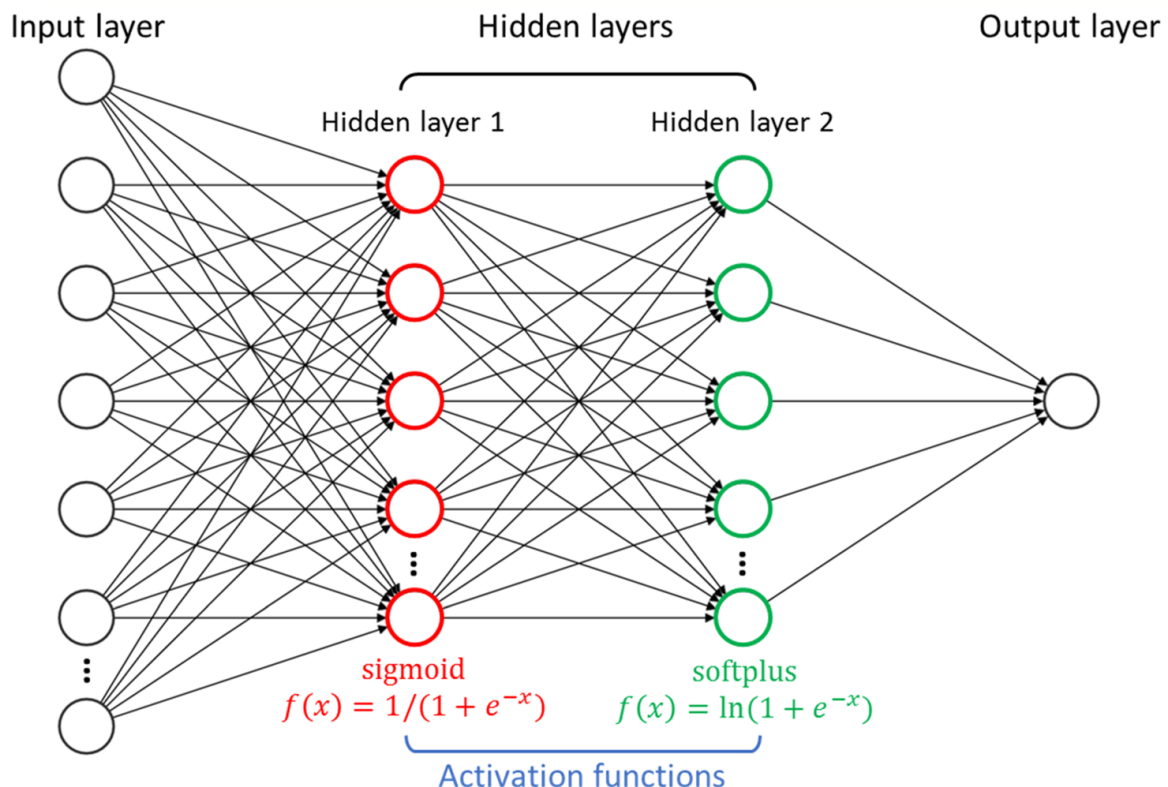 Input layer
Hidden layers
Output layer
Hidden layer 1
Hidden layer 2
sigmoid
f(x) = 1/(1 + e^{-x})
softplus
f(x) = ln(1 + e^{-x})
Activation functions